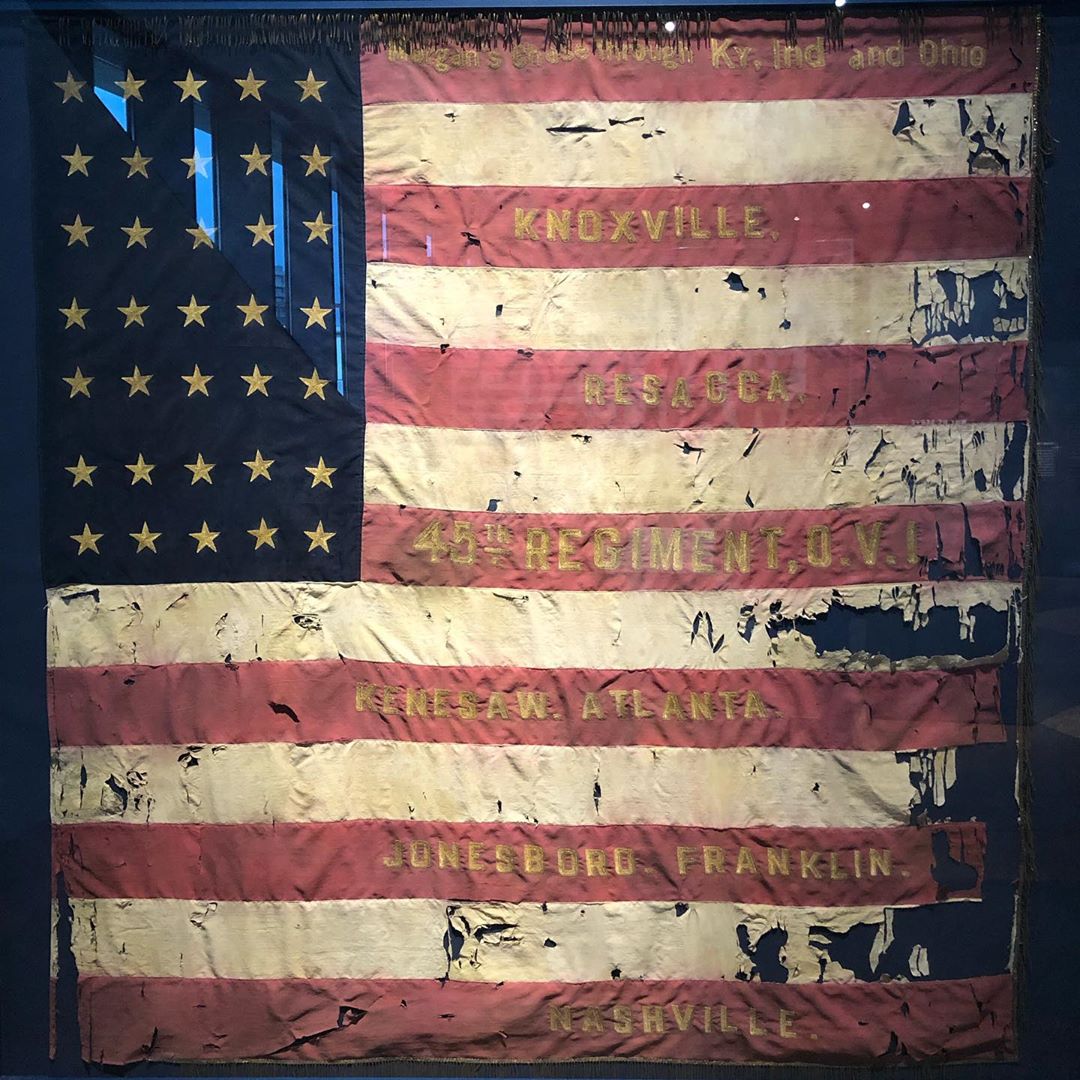 Morgan's Chase through Ky, Ind and Ohio
KNOXVILLE,
RESACCA,
45TH REGIMENT, O.V.I
KENESAW. ATLANTA.
JONESBORO. FRANKLIN.
NASHVILLE.